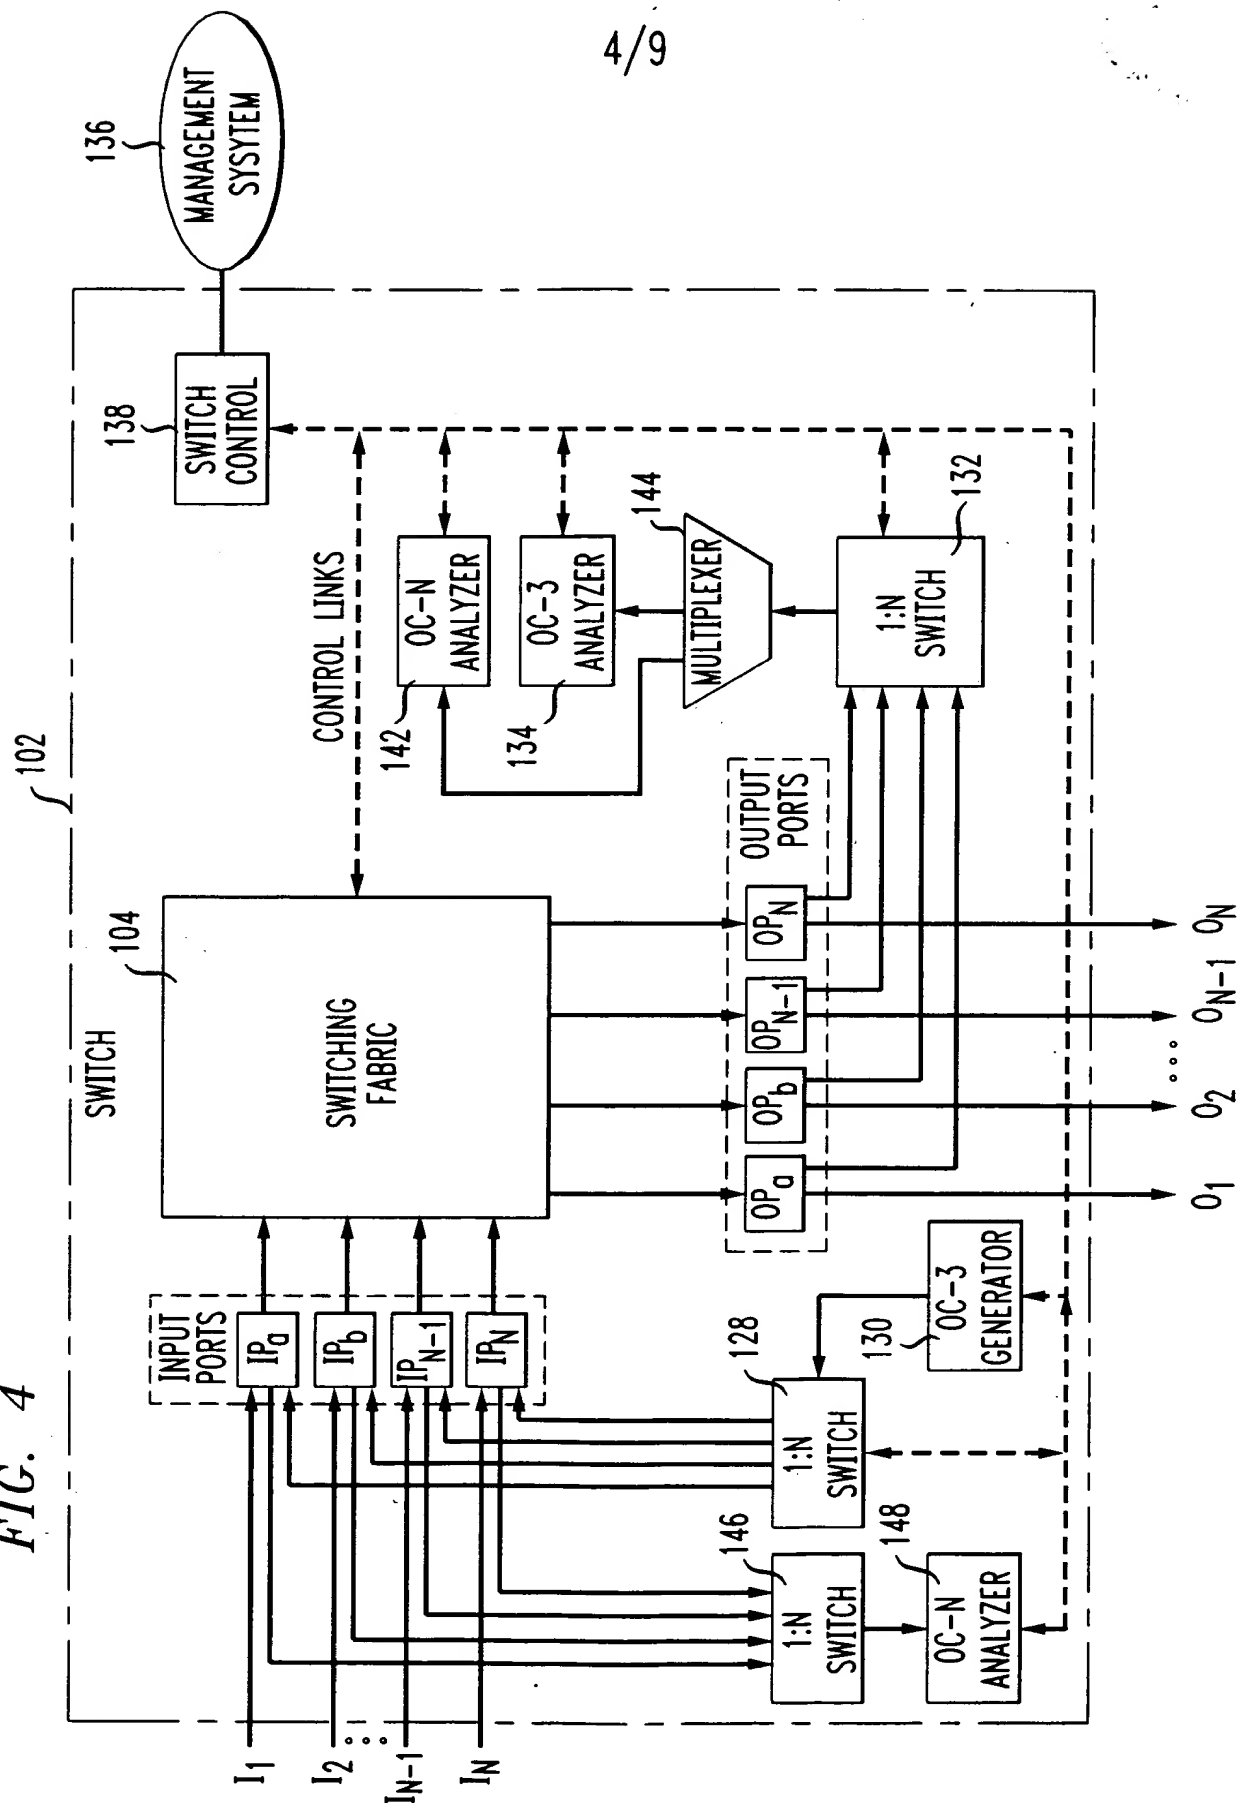 4/9
FIG. 4
102
SWITCH
136
MANAGEMENT
SYSYTEM
138
SWITCH
CONTROL
104
SWITCHING
FABRIC
CONTROL LINKS
INPUT
PORTS
IPa
IPb
IPN-1
IPN
I1
I2
IN-1
IN
142
OC-N
ANALYZER
134
OC-3
ANALYZER
144
MULTIPLEXER
132
1:N
SWITCH
OUTPUT
PORTS
OPa
OPb
OPN-1
OPN
128
1:N
SWITCH
130
OC-3
GENERATOR
146
1:N
SWITCH
148
OC-N
ANALYZER
O1
O2
ON-1
ON